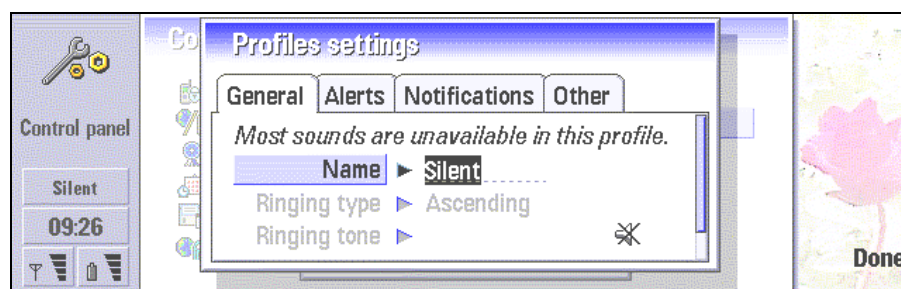 Co
Profiles settings
General Alerts Notifications Other
Control panel
Most sounds are unavailable in this profile.
Name Silent
Silent
Ringing type Ascending
09:26
Ringing tone
Done